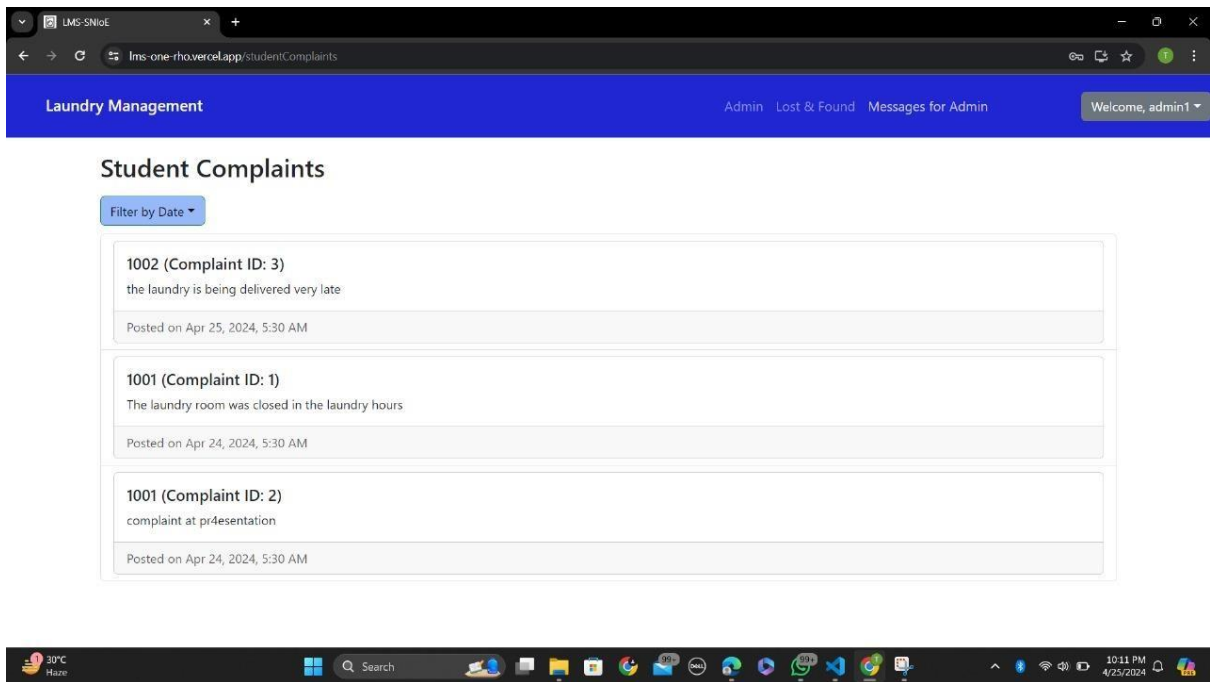 LMS-SNIoE
lms-one-rho.vercel.app/studentComplaints
T
Laundry Management
Admin Lost & Found Messages for Admin
Welcome, admin1
Student Complaints
Filter by Date
1002 (Complaint ID: 3)
the laundry is being delivered very late
Posted on Apr 25, 2024, 5:30 AM
1001 (Complaint ID: 1)
The laundry room was closed in the laundry hours
Posted on Apr 24, 2024, 5:30 AM
1001 (Complaint ID: 2)
complaint at pr4esentation
Posted on Apr 24, 2024, 5:30 AM
1
30°C
Haze
Search
99+
DELL
99+
10:11 PM
4/25/2024